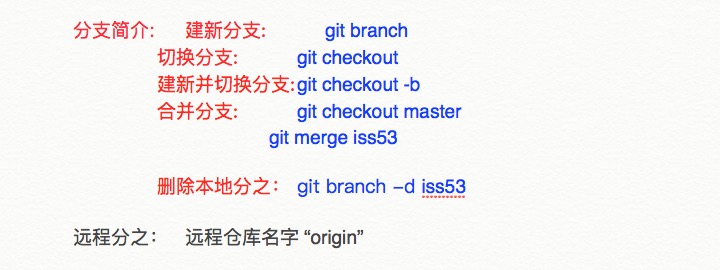 分支简介: 建新分支: git branch
切换分支: git checkout
建新并切换分支:git checkout -b
合并分支: git checkout master
git merge iss53
删除本地分之： git branch –d iss53
远程分之： 远程仓库名字 “origin”